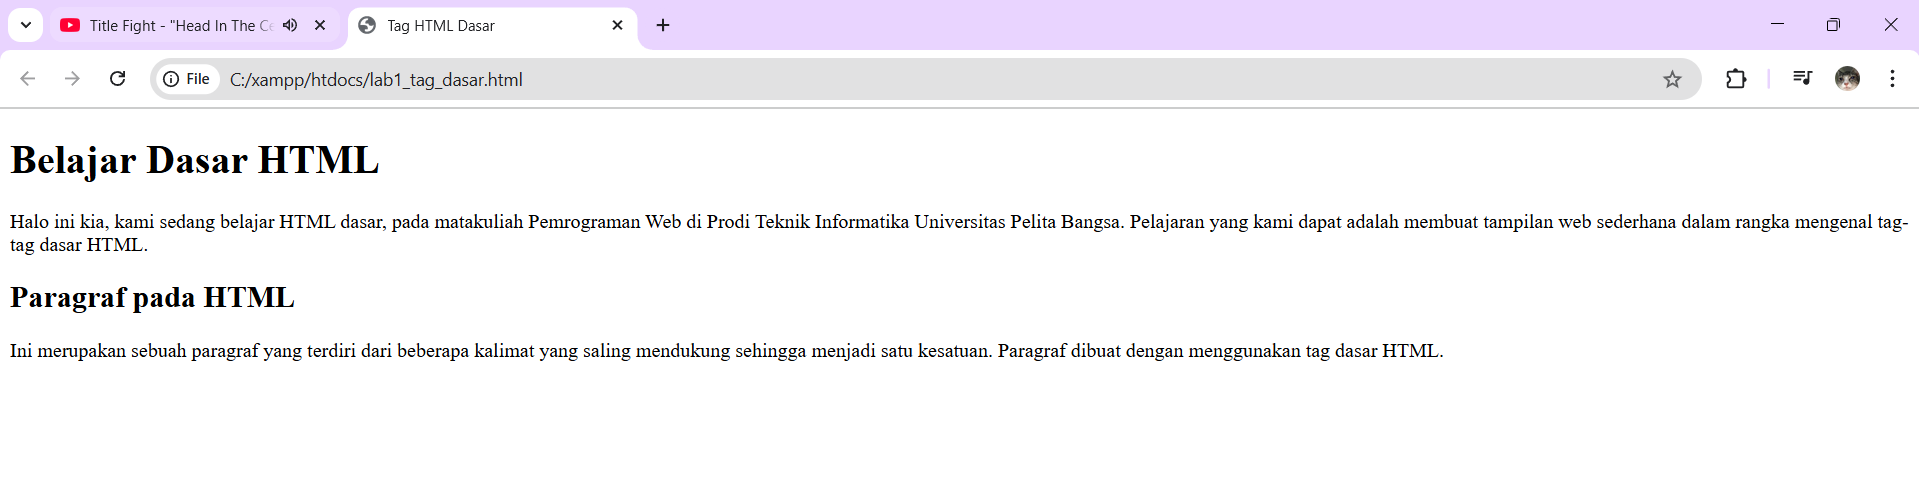 Title Fight - "Head In The Ce
Tag HTML Dasar
File
C:/xampp/htdocs/lab1_tag_dasar.html
Belajar Dasar HTML
Halo ini kia, kami sedang belajar HTML dasar, pada matakuliah Pemrograman Web di Prodi Teknik Informatika Universitas Pelita Bangsa. Pelajaran yang kami dapat adalah membuat tampilan web sederhana dalam rangka mengenal tag-
tag dasar HTML.
Paragraf pada HTML
Ini merupakan sebuah paragraf yang terdiri dari beberapa kalimat yang saling mendukung sehingga menjadi satu kesatuan. Paragraf dibuat dengan menggunakan tag dasar HTML.